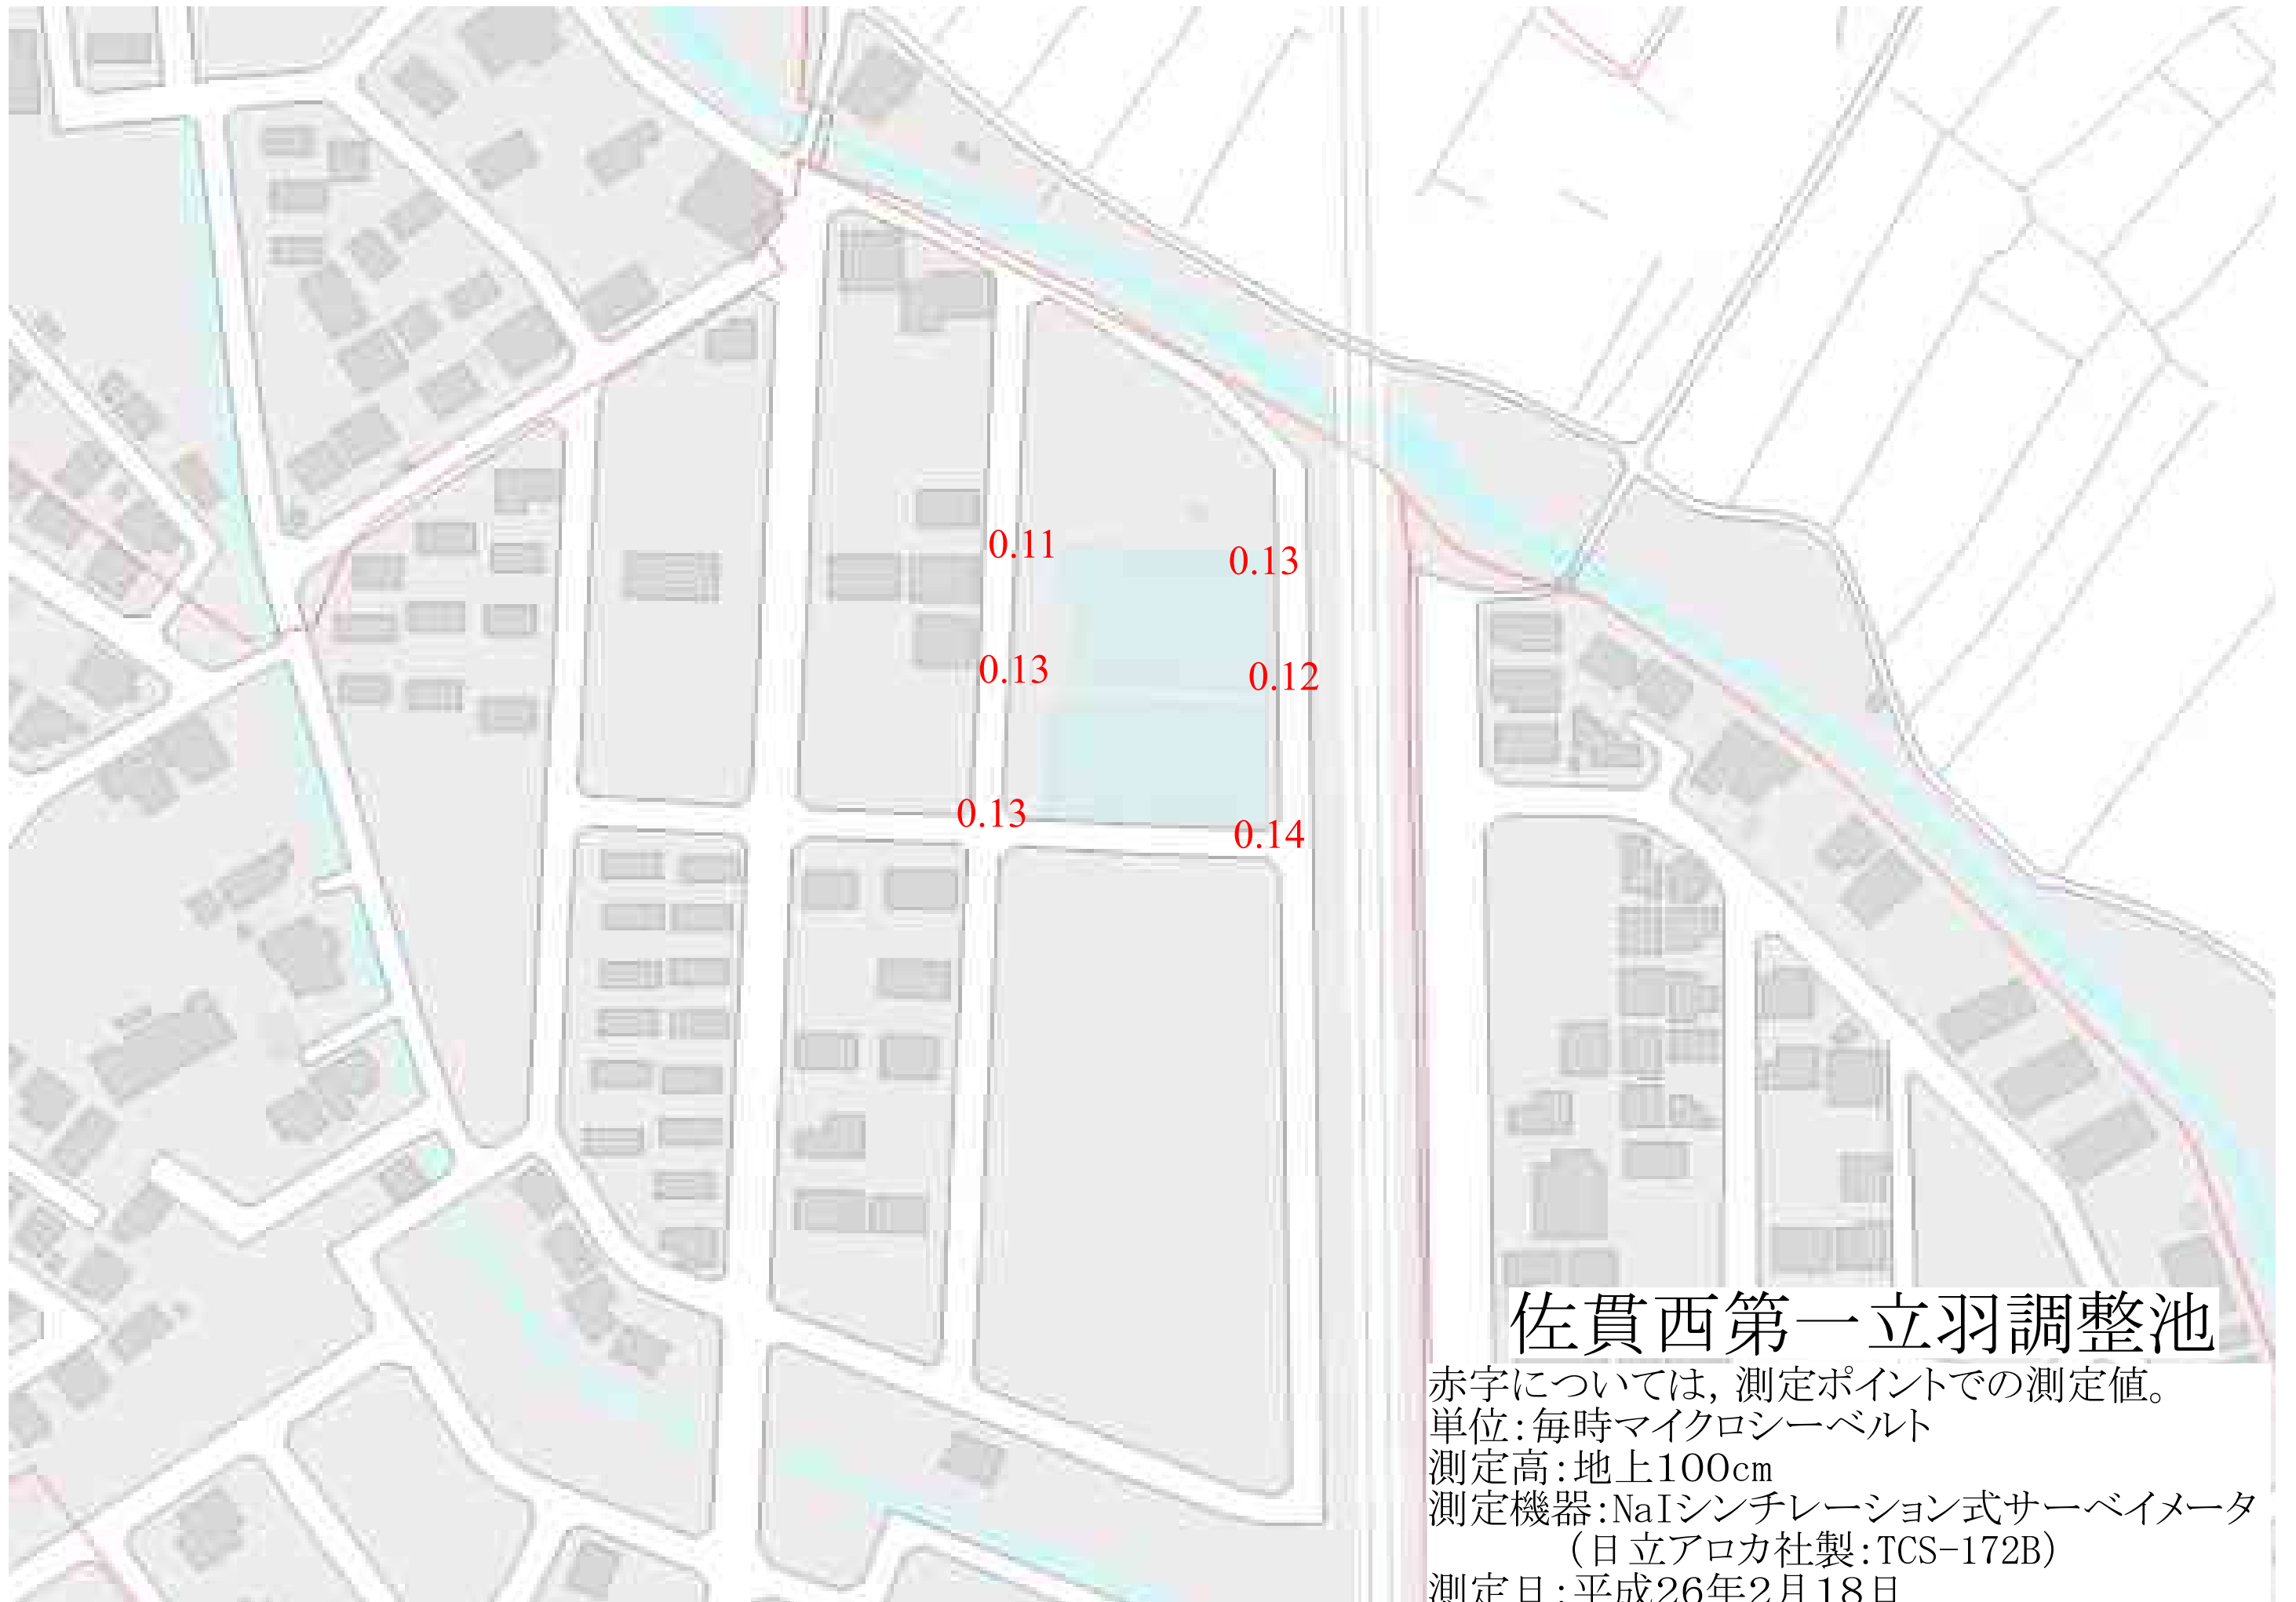 0.11
0.13
0.13
0.12
0.13
0.14
佐貫西第一立羽調整池
赤字については, 測定ポイントでの測定値。
単位:毎時マイクロシーベルト
測定高:地上100cm
測定機器:NaIシンチレーション式サーベイメータ
(日立アロカ社製:TCS-172B)
測定日:平成26年2月18日